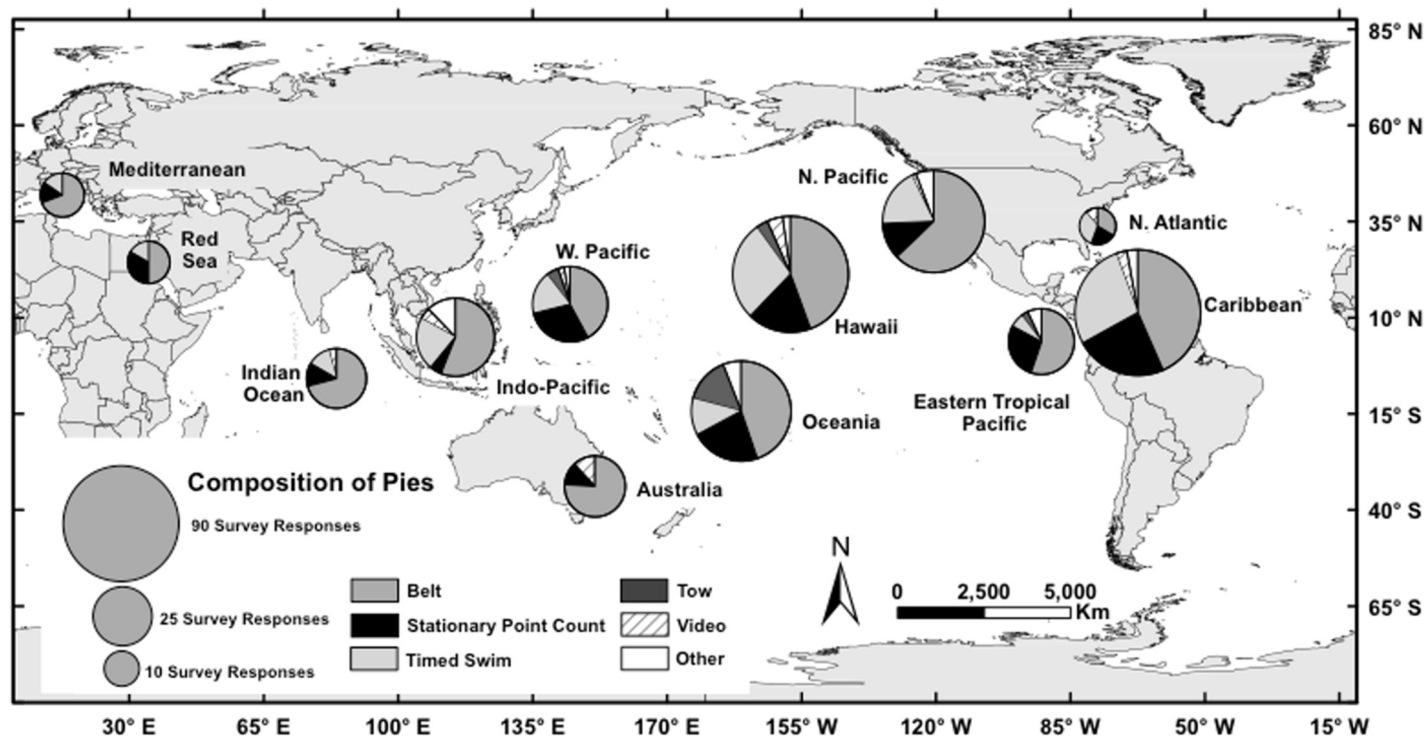 85° N
60° N
35° N
10° N
15° S
40° S
65° S
Mediterranean
Red
Sea
W. Pacific
N. Pacific
N. Atlantic
Hawaii
Caribbean
Indian
Ocean
Indo-Pacific
Oceania
Eastern Tropical
Pacific
Australia
Composition of Pies
90 Survey Responses
25 Survey Responses
10 Survey Responses
Belt
Stationary Point Count
Timed Swim
Tow
Video
Other
N
0 2,500 5,000
Km
30° E 65° E 100° E 135° E 170° E 155° W 120° W 85° W 50° W 15° W